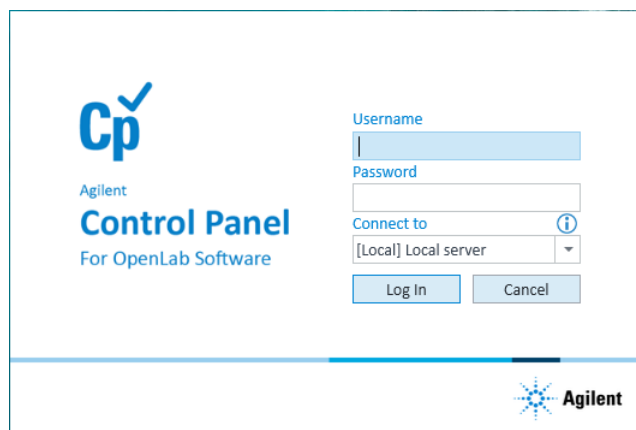 Cp
Agilent
Control Panel
For OpenLab Software
Username
Password
Connect to
[Local] Local server
Log In
Cancel
Agilent